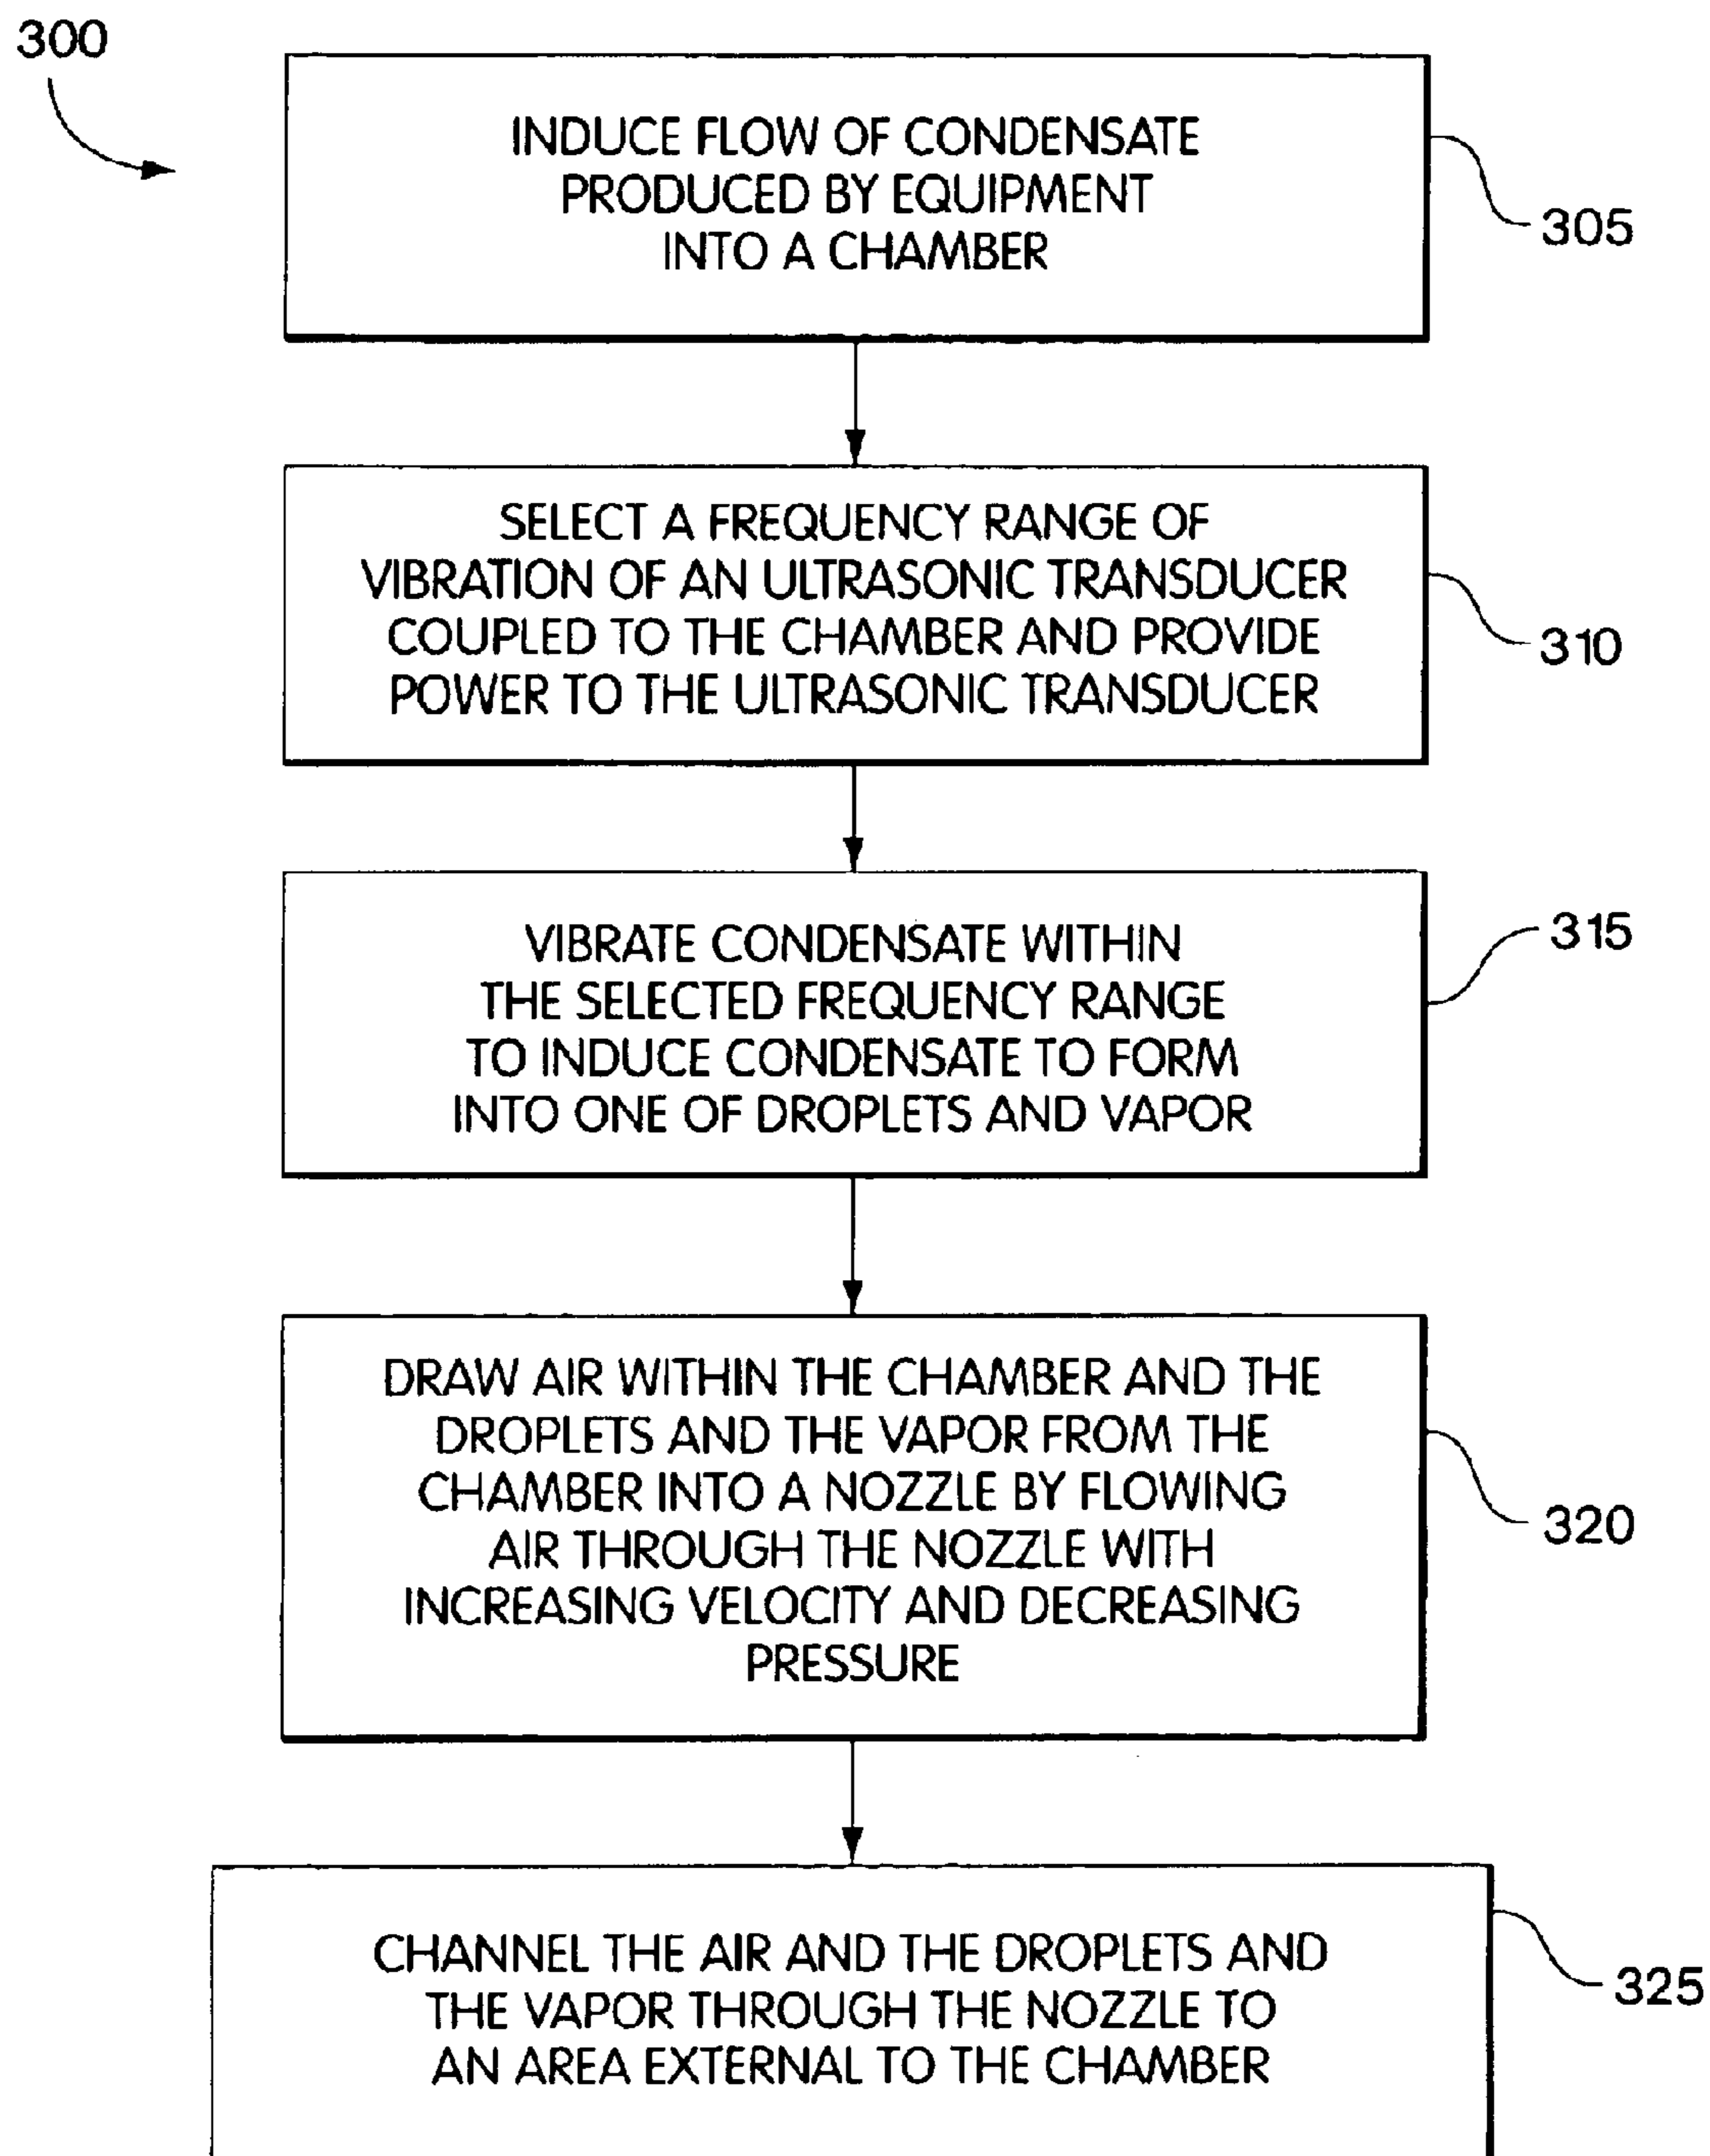 300
INDUCE FLOW OF CONDENSATE
PRODUCED BY EQUIPMENT
INTO A CHAMBER
305
SELECT A FREQUENCY RANGE OF
VIBRATION OF AN ULTRASONIC TRANSDUCER
COUPLED TO THE CHAMBER AND PROVIDE
POWER TO THE ULTRASONIC TRANSDUCER
310
VIBRATE CONDENSATE WITHIN
THE SELECTED FREQUENCY RANGE
TO INDUCE CONDENSATE TO FORM
INTO ONE OF DROPLETS AND VAPOR
315
DRAW AIR WITHIN THE CHAMBER AND THE
DROPLETS AND THE VAPOR FROM THE
CHAMBER INTO A NOZZLE BY FLOWING
AIR THROUGH THE NOZZLE WITH
INCREASING VELOCITY AND DECREASING
PRESSURE
320
CHANNEL THE AIR AND THE DROPLETS AND
THE VAPOR THROUGH THE NOZZLE TO
AN AREA EXTERNAL TO THE CHAMBER
325